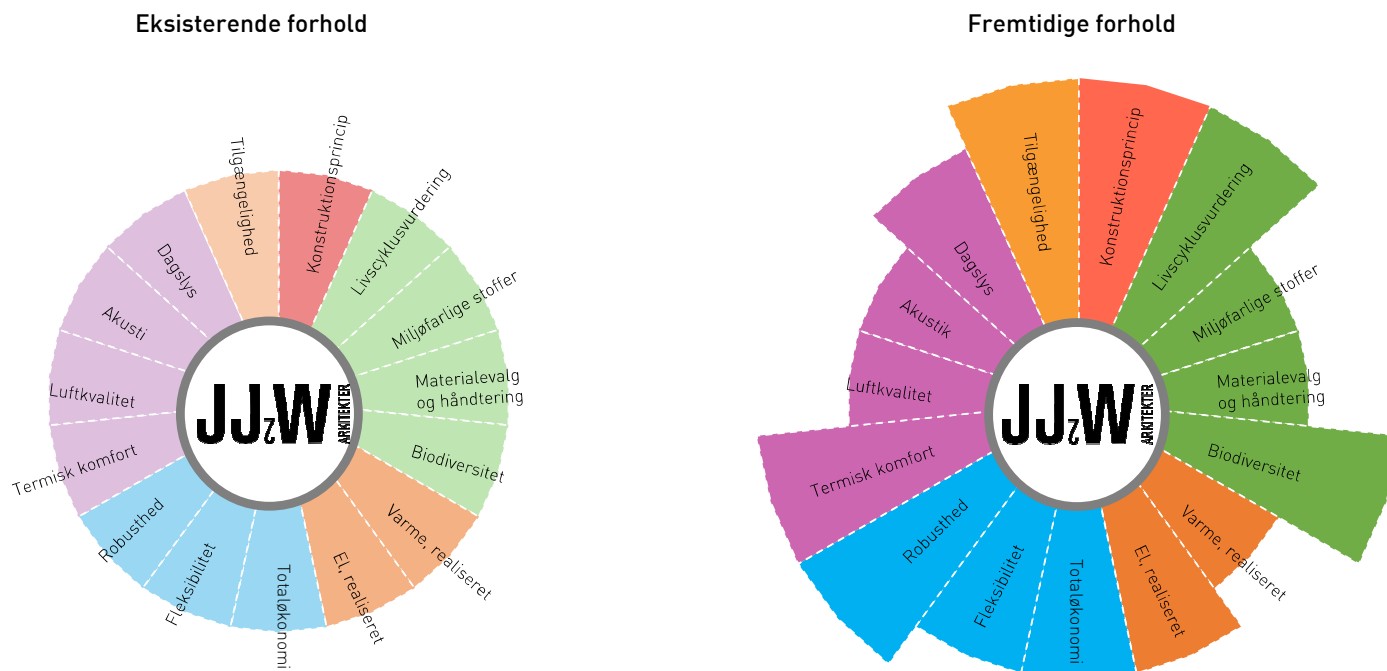 Eksisterende forhold
Tilgængelighed
Konstruktionsprincip
Livscyklusvurdering
Miljøfarlige stoffer
Materialevalg
og håndtering
Biodiversitet
Varme, realiseret
El, realiseret
Totaløkonomi
Fleksibilitet
Robusthed
Termisk komfort
Luftkvalitet
Akusti
Dagslys
JJW
ARKITEKTER
Fremtidige forhold
Tilgængelighed
Konstruktionsprincip
Livscyklusvurdering
Miljøfarlige stoffer
Materialevalg
og håndtering
Biodiversitet
Varme, realiseret
El, realiseret
Totaløkonomi
Fleksibilitet
Robusthed
Termisk komfort
Luftkvalitet
Akustik
Dagslys
JJW
ARKITEKTER